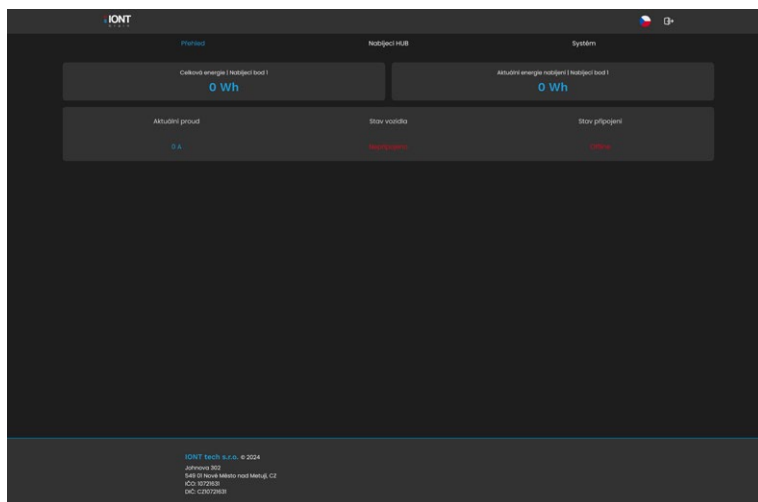 IONT
Přehled
Nabíjecí HUB
Systém
Celková energie | Nabíjecí bod 1
0 Wh
Aktuální energie nabíjení | Nabíjecí bod 1
0 Wh
Aktuální proud
Stav vozidla
Stav připojení
0 A
Nepřipojeno
Offline
IONT tech s.r.o. © 2024
Johnova 302
549 01 Nové Město nad Metují, CZ
IČO: 10721631
DIČ: CZ10721631